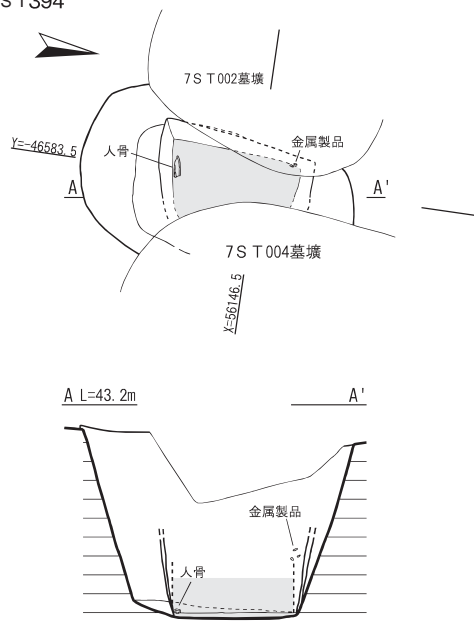 ST394
7ST002墓壙
金属製品
Y=-46583.5
人骨
A
A'
7ST004墓壙
X=56146.5
A L=43.2m
A'
金属製品
人骨